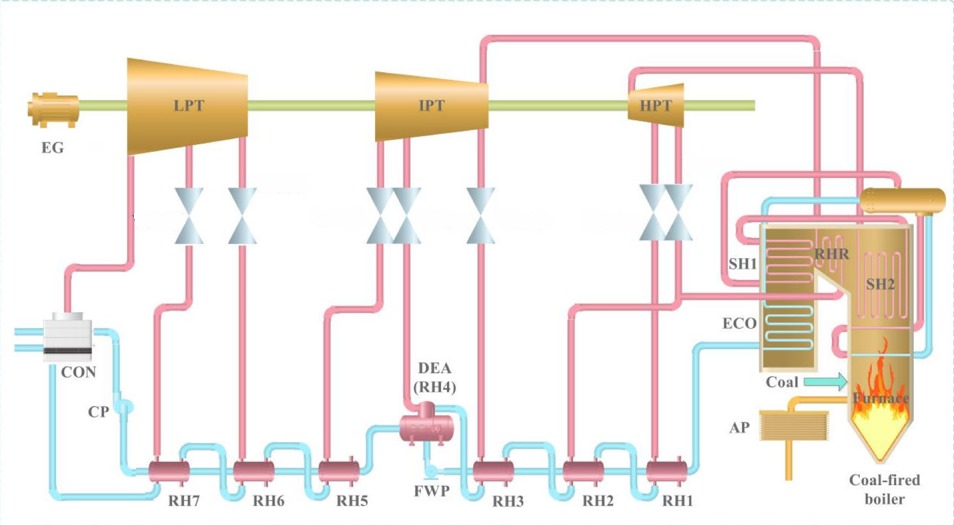 LPT
IPT
HPT
EG
SH1
RHR
SH2
ECO
CON
DEA
(RH4)
Coal
Furnace
CP
AP
FWP
RH7
RH6
RH5
RH3
RH2
RH1
Coal-fired
boiler